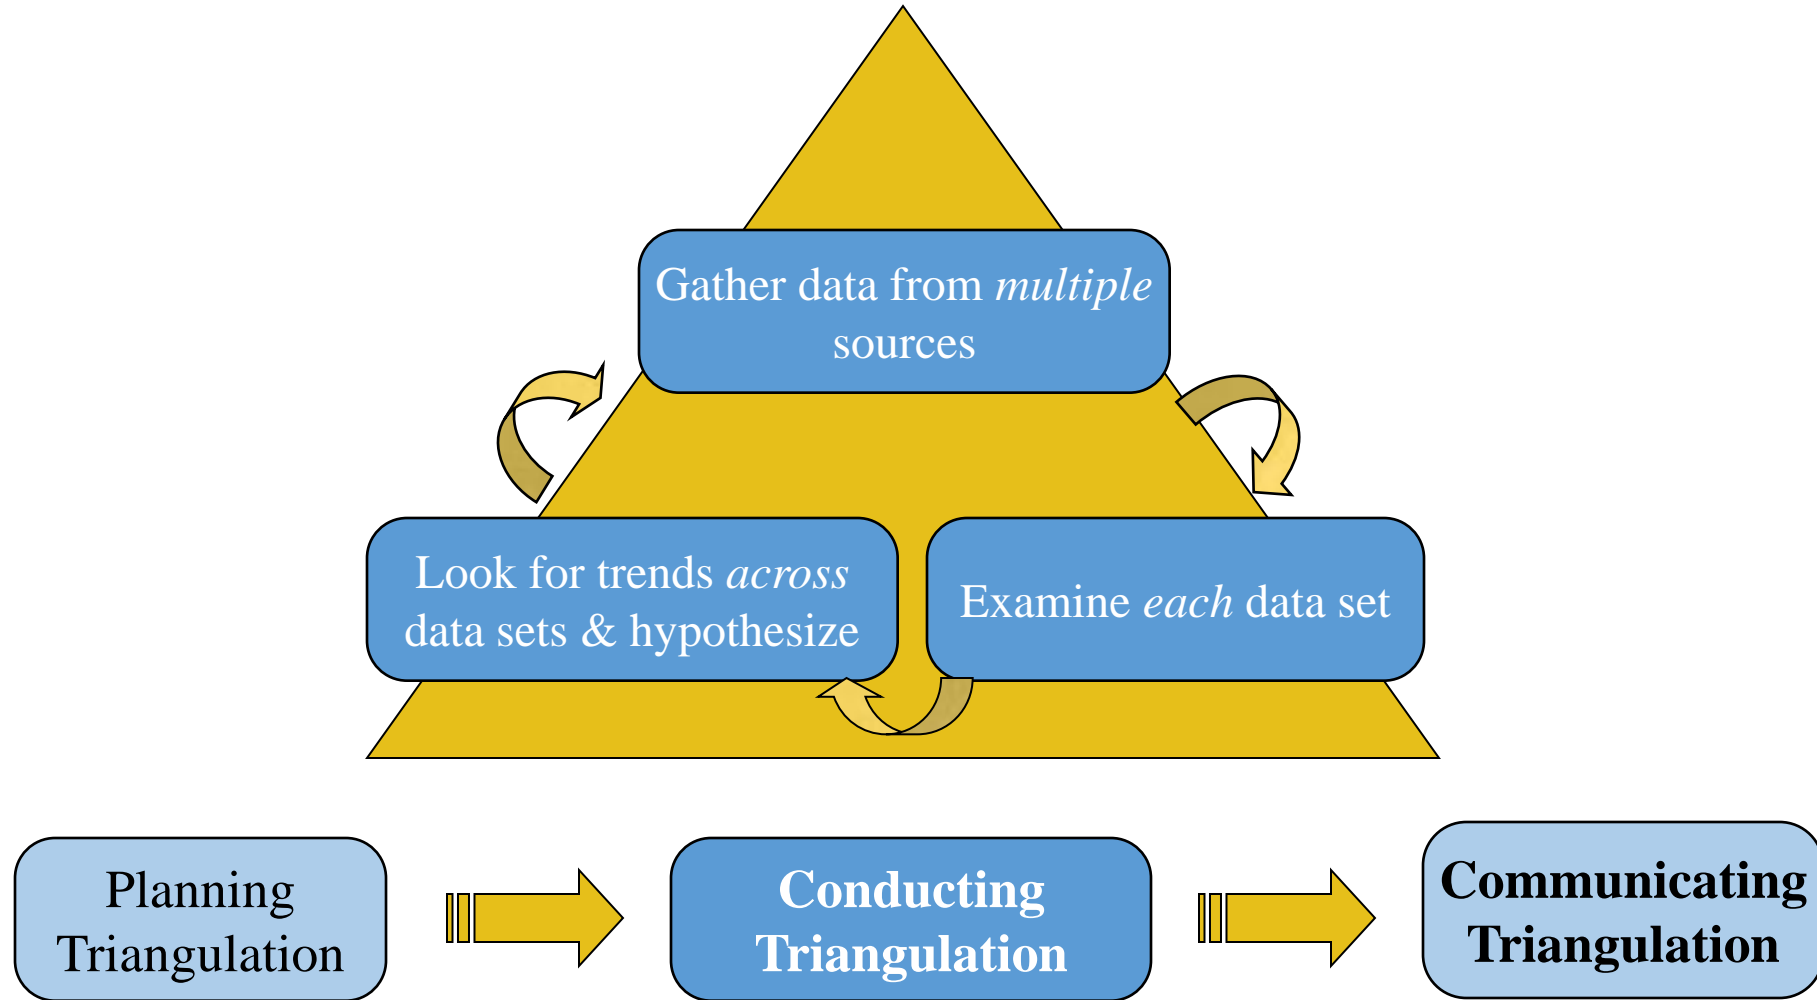 Gather data from multiple
sources
Look for trends across
data sets & hypothesize
Examine each data set
Planning
Triangulation
Conducting
Triangulation
Communicating
Triangulation